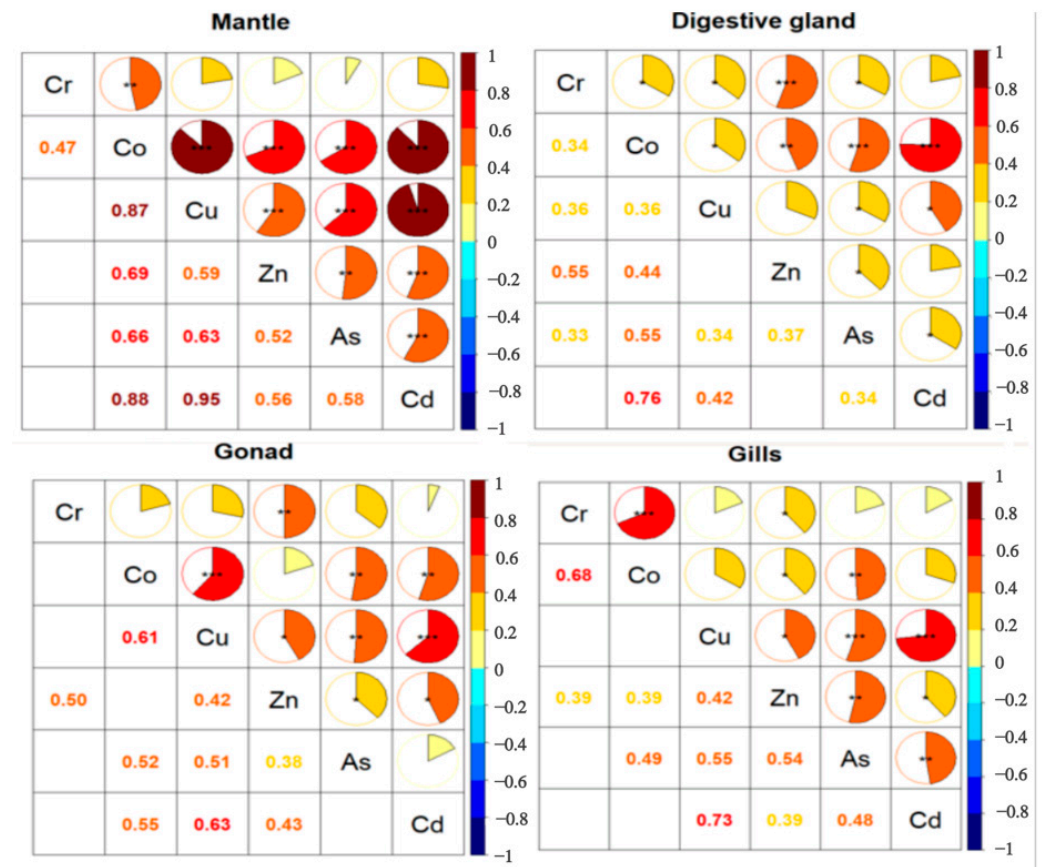 Mantle
Cr ** 
0.47 Co *** *** *** ***
0.87 Cu *** *** ***
0.69 0.59 Zn ** ***
0.66 0.63 0.52 As ***
0.88 0.95 0.56 0.58 Cd
1
0.8
0.6
0.4
0.2
0
−0.2
−0.4
−0.6
−0.8
−1
Digestive gland
Cr * * *** *
0.34 Co * ** *** ***
0.36 0.36 Cu * *
0.55 0.44 Zn *
0.33 0.55 0.34 0.37 As *
0.76 0.42 0.34 Cd
1
0.8
0.6
0.4
0.2
0
−0.2
−0.4
−0.6
−0.8
−1
Gonad
Cr **
Co *** ** **
0.61 Cu * ** ***
0.50 0.42 Zn * *
0.52 0.51 0.38 As
0.55 0.63 0.43 Cd
1
0.8
0.6
0.4
0.2
0
−0.2
−0.4
−0.6
−0.8
−1
Gills
Cr *** *
0.68 Co * **
Cu * *** ***
0.39 0.39 0.42 Zn ** *
0.49 0.55 0.54 As **
0.73 0.39 0.48 Cd
1
0.8
0.6
0.4
0.2
0
−0.2
−0.4
−0.6
−0.8
−1